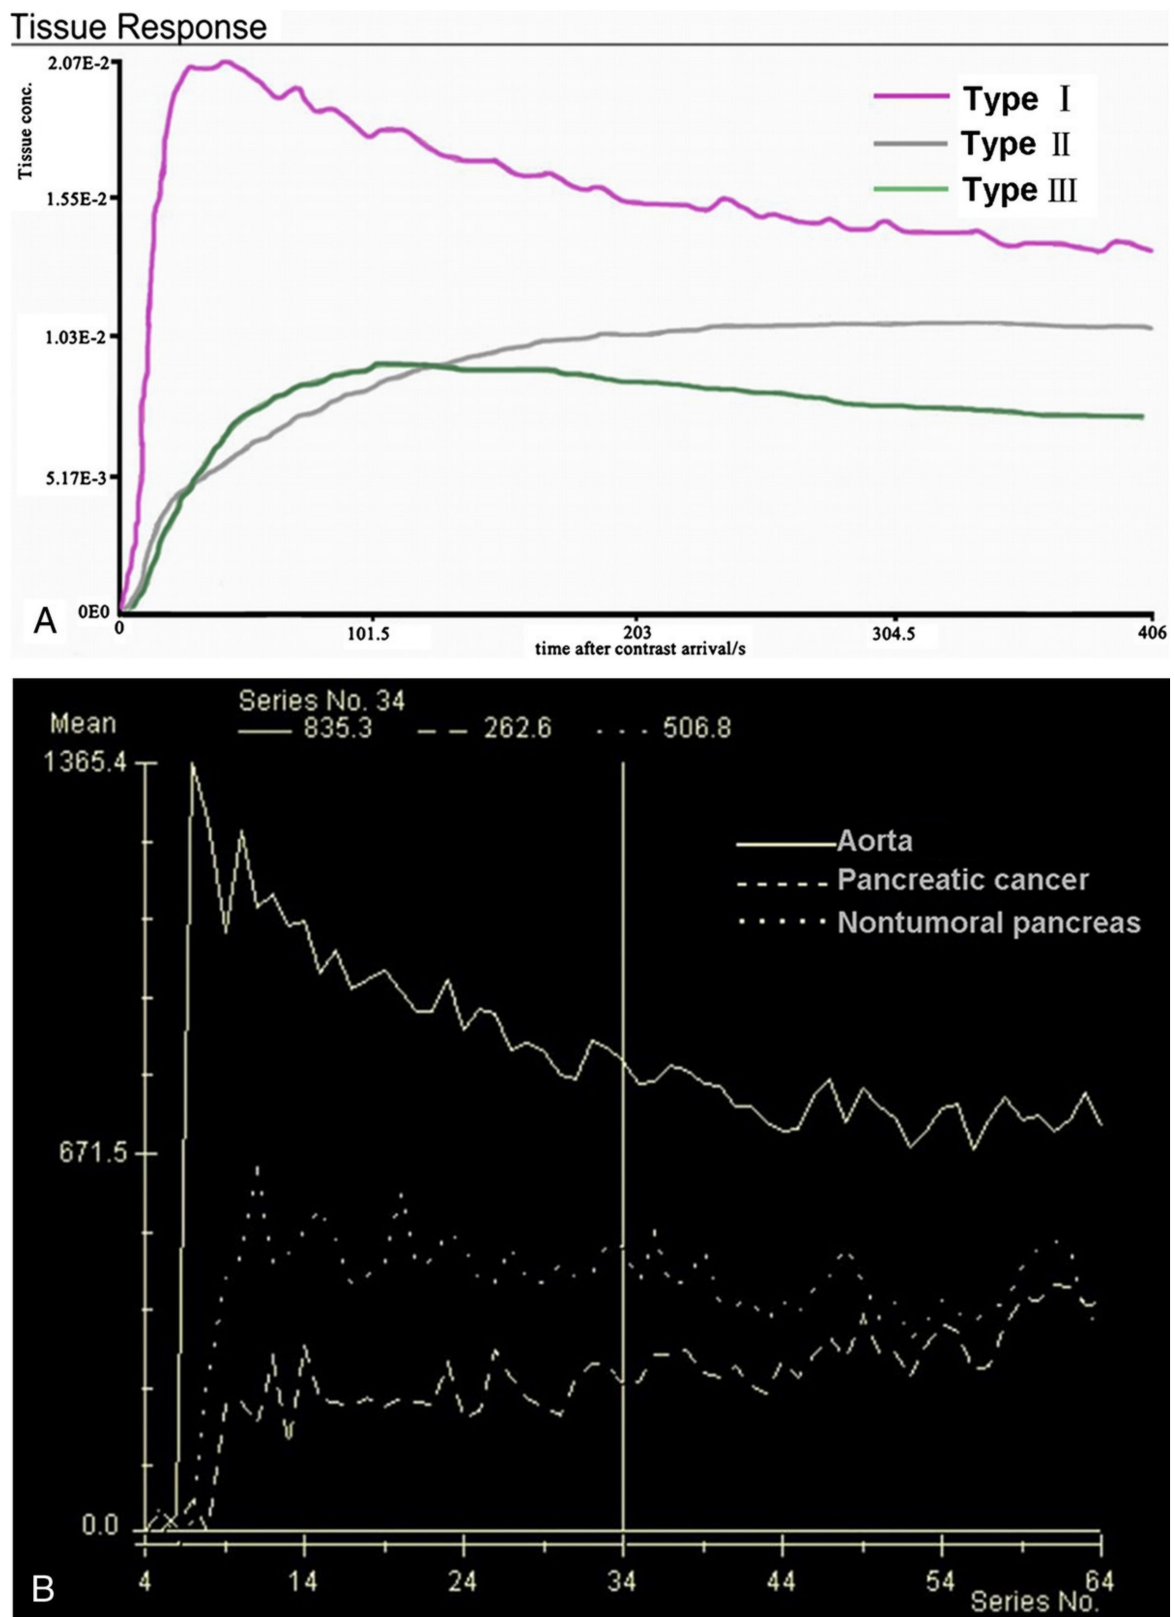 Tissue Response
Tissue conc.
2.07E-2
1.55E-2
1.03E-2
5.17E-3
0E0
Type Ⅰ
Type Ⅱ
Type Ⅲ
A
0 101.5 203 304.5 406
time after contrast arrival/s
Series No. 34
Mean 835.3 262.6 506.8
1365.4
671.5
0.0
Aorta
Pancreatic cancer
Nontumoral pancreas
B
4 14 24 34 44 54 64
Series No.